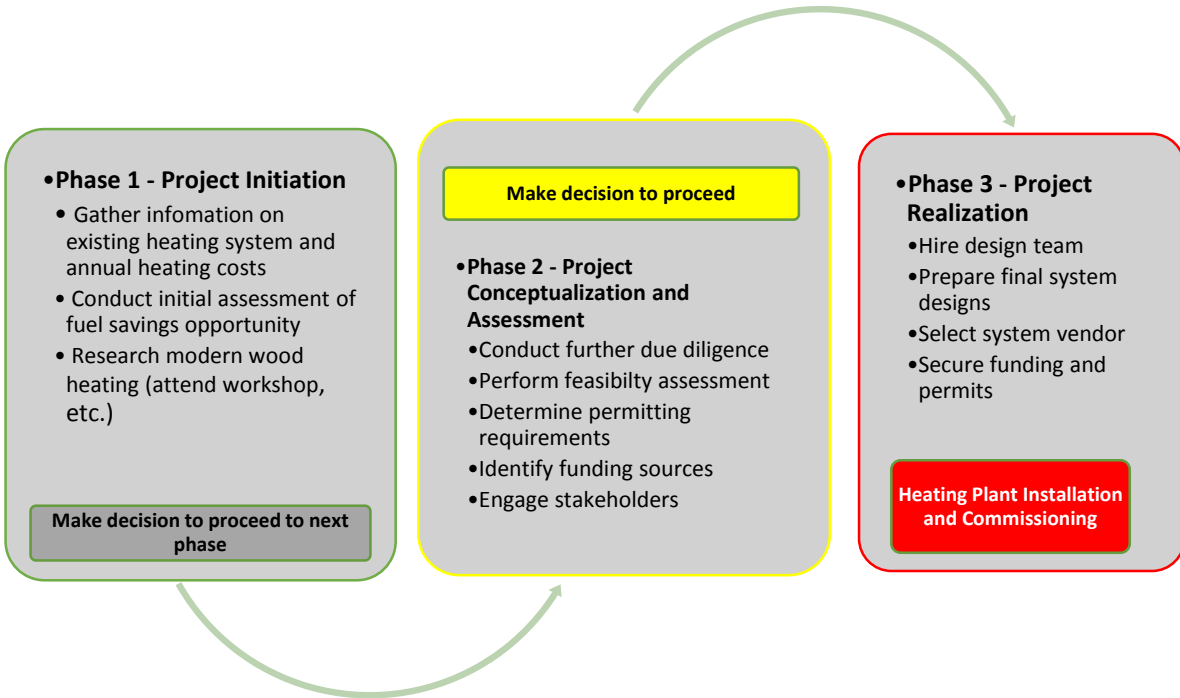 •Phase 1 - Project Initiation
• Gather infomation on
existing heating system and
annual heating costs
• Conduct initial assessment of
fuel savings opportunity
• Research modern wood
heating (attend workshop,
etc.)
Make decision to proceed to next
phase
Make decision to proceed
•Phase 2 - Project
Conceptualization and
Assessment
•Conduct further due diligence
•Perform feasibilty assessment
•Determine permitting
requirements
•Identify funding sources
•Engage stakeholders
•Phase 3 - Project
Realization
•Hire design team
•Prepare final system
designs
•Select system vendor
•Secure funding and
permits
Heating Plant Installation
and Commissioning